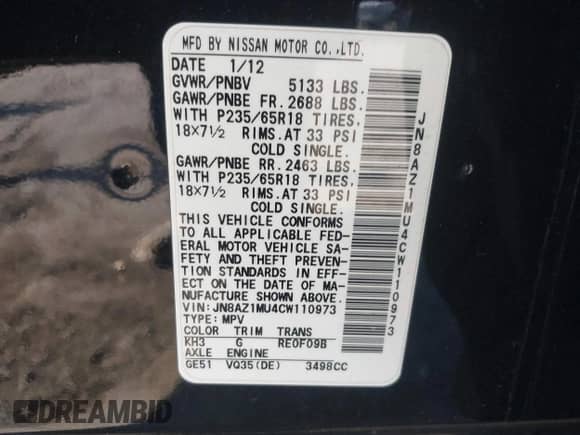 MFD BY NISSAN MOTOR CO.,LTD.
DATE 1/12
GVWR/PNBV 5133 LBS.
GAWR/PNBE FR. 2688 LBS.
WITH P235/65R18 TIRES,
18×7½ RIMS.AT 33 PSI
COLD SINGLE.
GAWR/PNBE RR. 2463 LBS.
WITH P235/65R18 TIRES,
18×7½ RIMS.AT 33 PSI
COLD SINGLE.
THIS VEHICLE CONFORMS
TO ALL APPLICABLE FED-
ERAL MOTOR VEHICLE SA-
FETY AND THEFT PREVEN-
TION STANDARDS IN EFF-
ECT ON THE DATE OF MA-
NUFACTURE SHOWN ABOVE.
VIN:JN8AZ1MU4CW110973
TYPE: MPV
COLOR TRIM TRANS
KH3 G RE0F09B
AXLE ENGINE
GE51 VQ35(DE) 3498CC
JN8AZ1MU4CW110973
DREAMBID